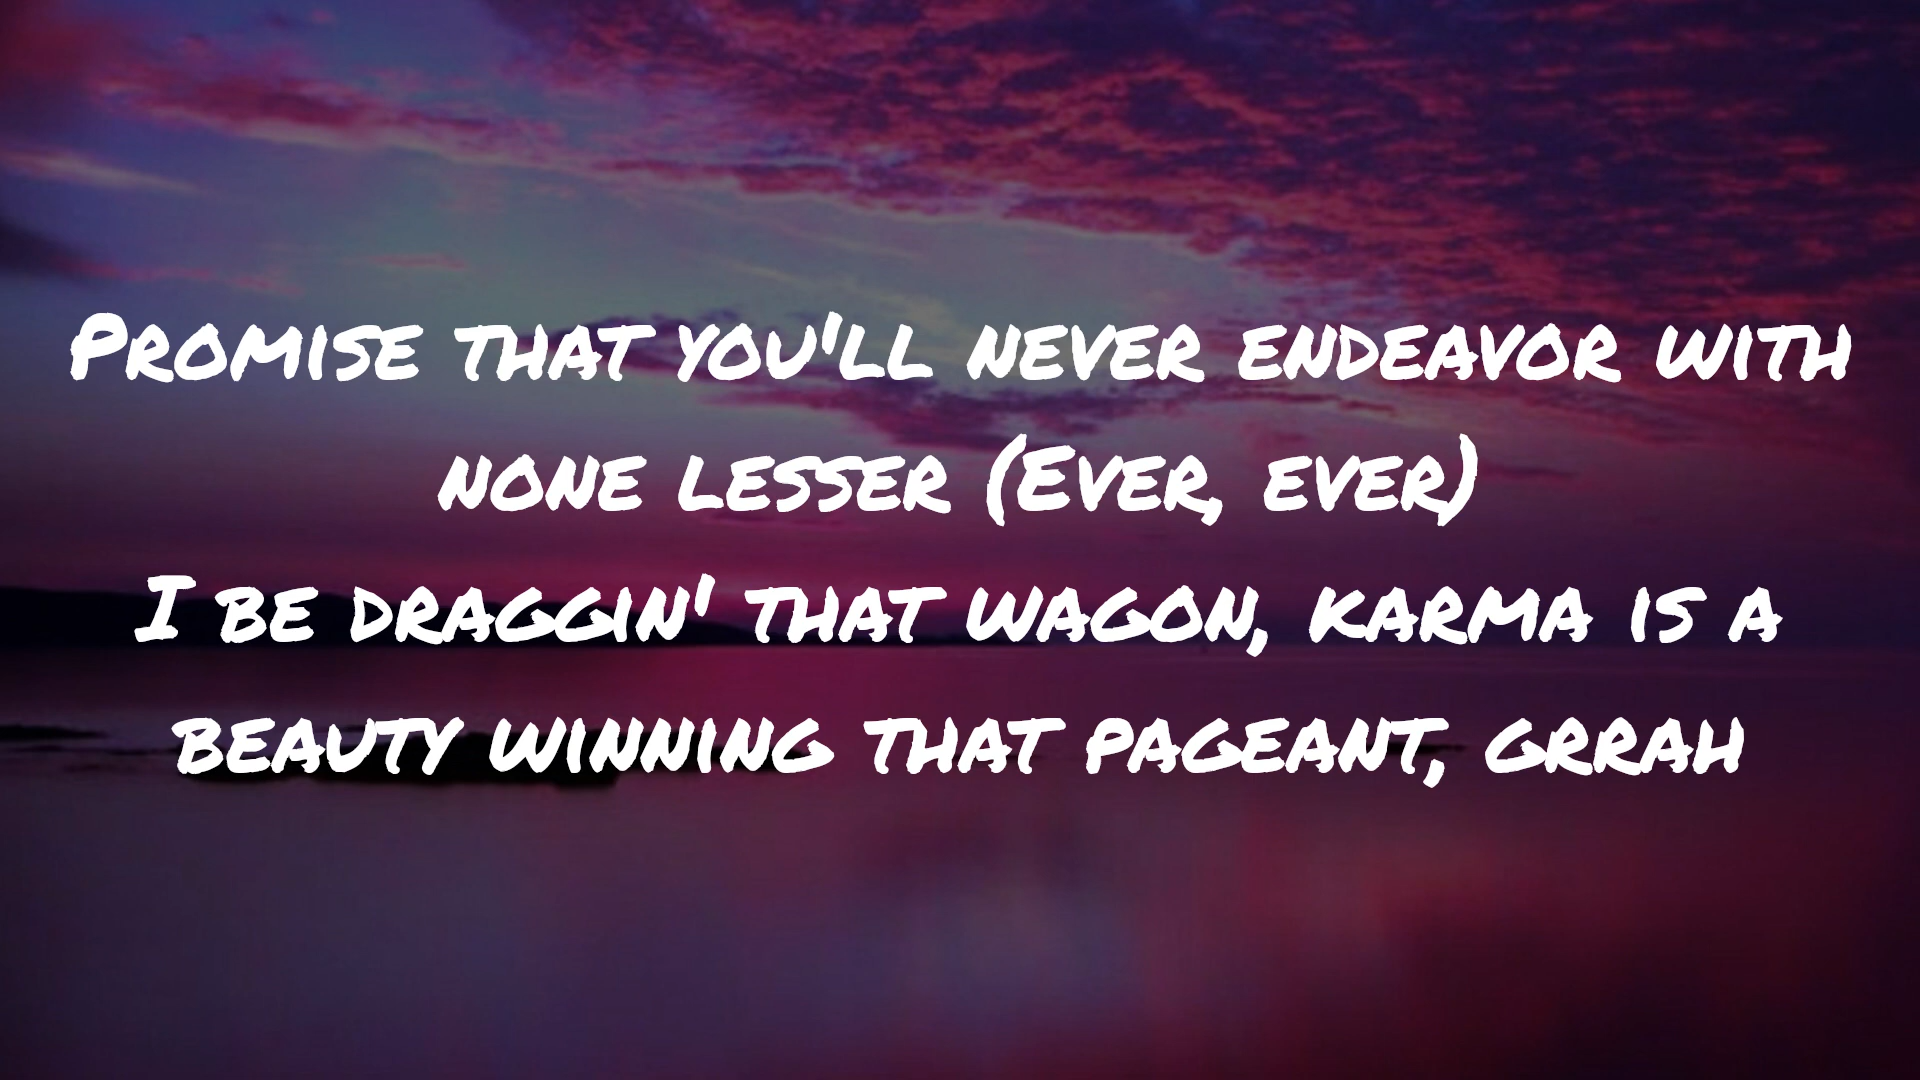 Promise that you'll never endeavor with
none lesser (Ever, ever)
I be draggin' that wagon, karma is a
beauty winning that pageant, grrah